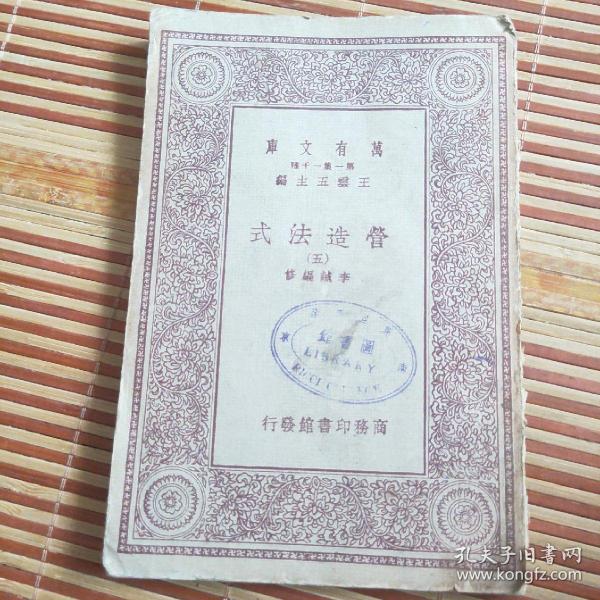 萬有文庫
第一集一千種
王雲五主編
營造法式
(五)
李誡編修
圖書館
LIBRARY
商務印書館發行
孔夫子旧书网
www.kongfz.com